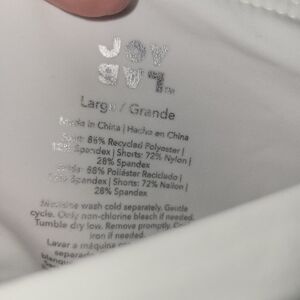 JOY
LAB
Large / Grande
Made in China | Hecho en China
86% Recycled Polyester |
Spandex | Shorts: 72% Nylon |
28% Spandex
Poliéster Reciclado |
Spandex | Shorts: 72% Nailon |
28% Spandex
Machine wash cold separately. Gentle
cycle. Only non-chlorine bleach if needed.
Tumble dry low. Remove promptly.
iron if needed.
Lavar a máquina
separado